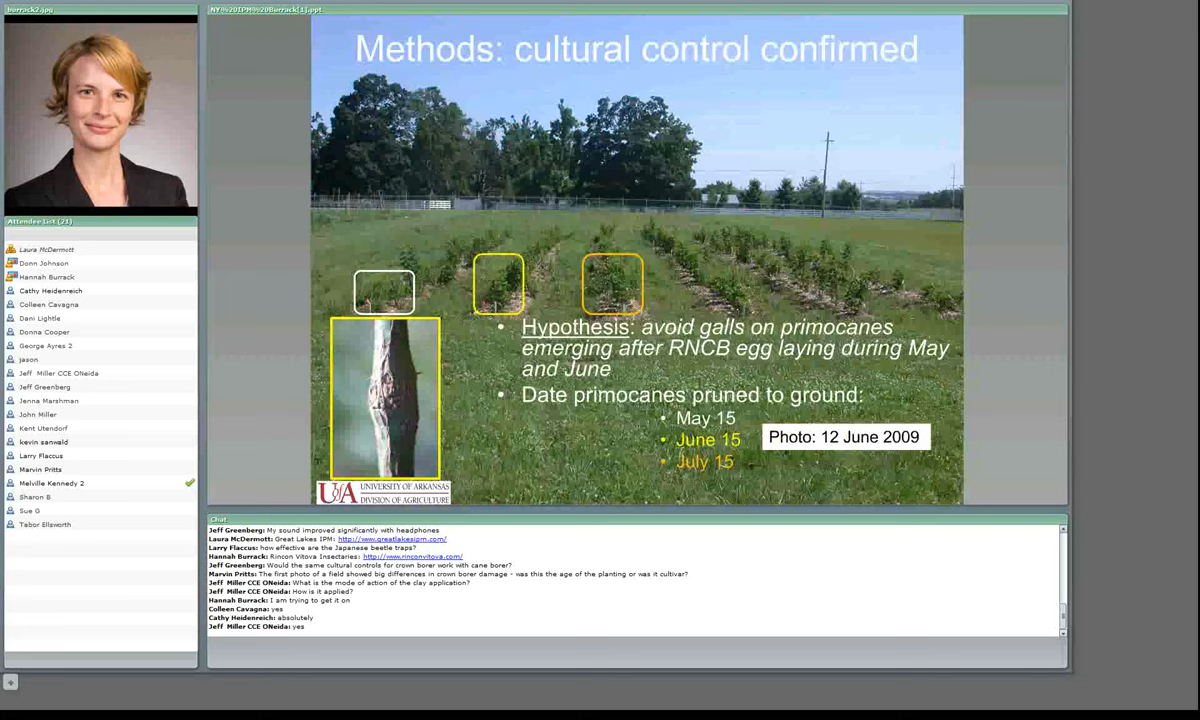 burrack2.jpg
NY%20IPM%20Burrack[1].ppt
Methods: cultural control confirmed
• Hypothesis: avoid galls on primocanes
emerging after RNCB egg laying during May
and June
• Date primocanes pruned to ground:
• May 15
• June 15
• July 15
Photo: 12 June 2009
UA UNIVERSITY OF ARKANSAS
DIVISION OF AGRICULTURE
Attendee List (21)
Laura McDermott
Donn Johnson
Hannah Burrack
Cathy Heidenreich
Colleen Cavagna
Dani Lightle
Donna Cooper
George Ayres 2
jason
Jeff Miller CCE ONeida
Jeff Greenberg
Jenna Marshman
John Miller
Kent Utendorf
kevin sanwald
Larry Flaccus
Marvin Pritts
Melville Kennedy 2
Sharon B
Sue G
Tabor Ellsworth
Chat
Jeff Greenberg: My sound improved significantly with headphones
Laura McDermott: Great Lakes IPM: http://www.greatlakesipm.com/
Larry Flaccus: how effective are the Japanese beetle traps?
Hannah Burrack: Rincon Vitova Insectaries: http://www.rinconvitova.com/
Jeff Greenberg: Would the same cultural controls for crown borer work with cane borer?
Marvin Pritts: The first photo of a field showed big differences in crown borer damage - was this the age of the planting or was it cultivar?
Jeff Miller CCE ONeida: What is the mode of action of the clay application?
Jeff Miller CCE ONeida: How is it applied?
Hannah Burrack: I am trying to get it on
Colleen Cavagna: yes
Cathy Heidenreich: absolutely
Jeff Miller CCE ONeida: yes